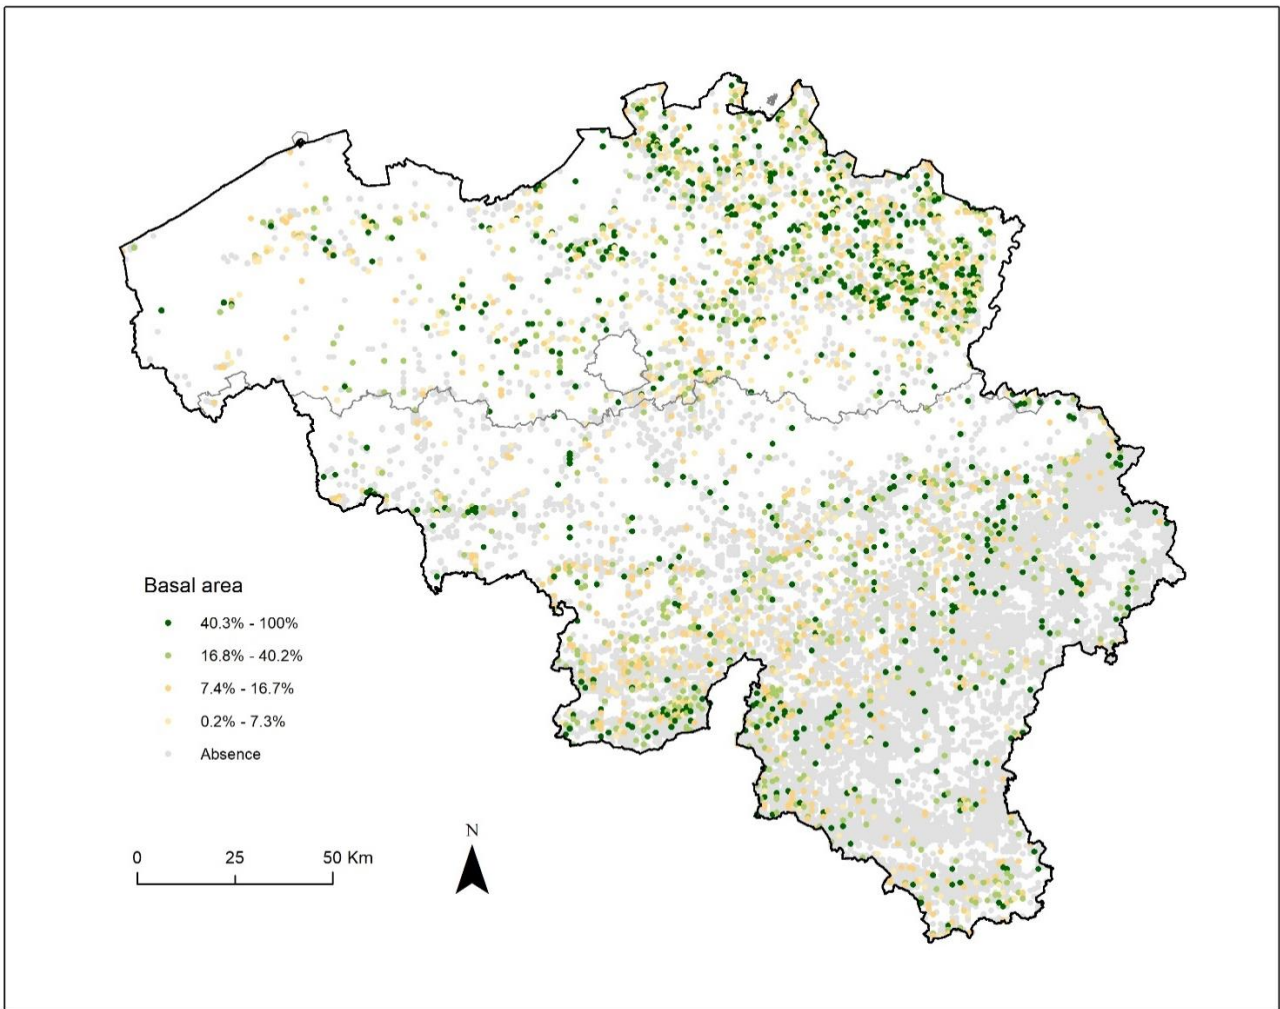 Basal area
40.3% - 100%
16.8% - 40.2%
7.4% - 16.7%
0.2% - 7.3%
Absence
N
0 25 50 Km